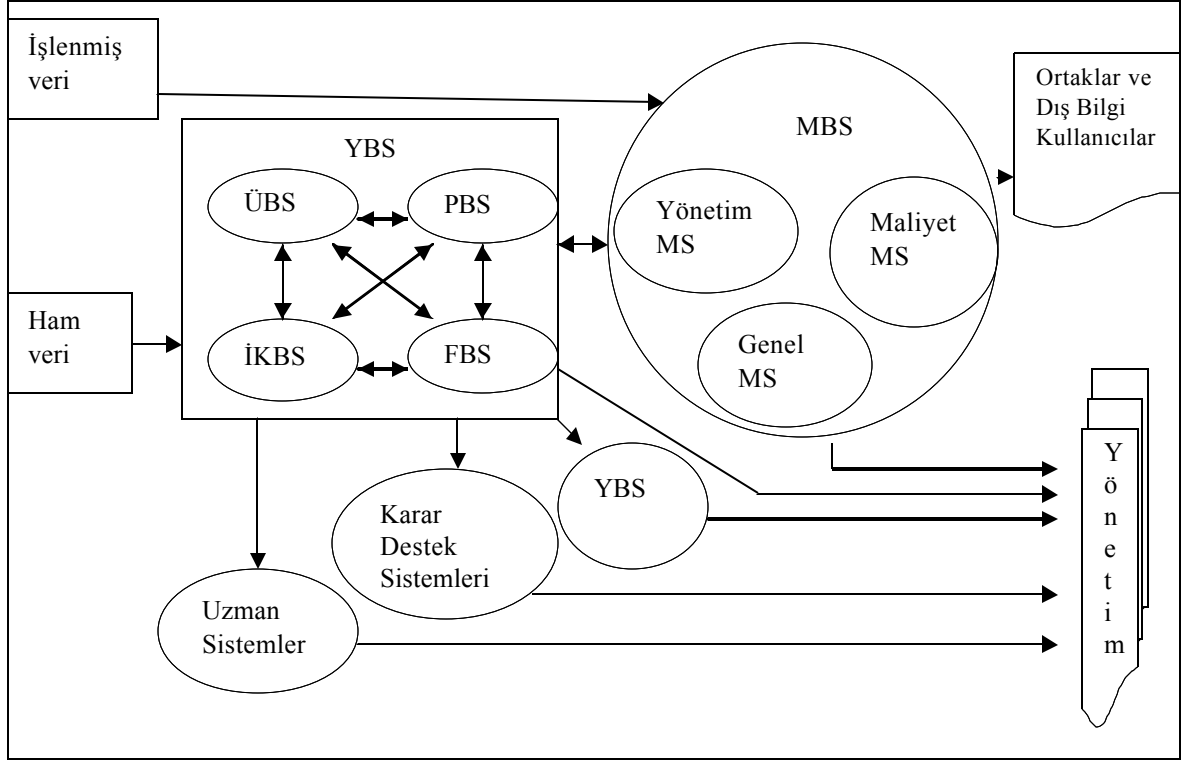 İşlenmiş
veri
Ortaklar ve
Dış Bilgi
Kullanıcılar
MBS
YBS
ÜBS
PBS
Yönetim
MS
Maliyet
MS
Ham
veri
İKBS
FBS
Genel
MS
YBS
Karar
Destek
Sistemleri
Uzman
Sistemler
Y
ö
n
e
t
i
m